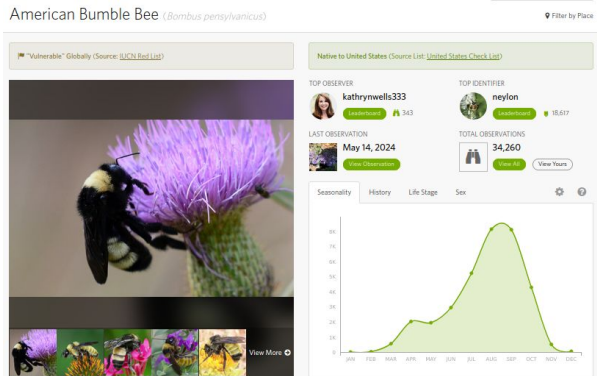 American Bumble Bee (Bombus pensylvanicus)
Filter by Place
"Vulnerable" Globally (Source: IUCN Red List)
Native to United States (Source List: United States Check List)
TOP OBSERVER
kathrynwells333
Leaderboard 343
TOP IDENTIFIER
neylon
Leaderboard 18,617
LAST OBSERVATION
May 14, 2024
View Observation
TOTAL OBSERVATIONS
34,260
View All View Yours
Seasonality History Life Stage Sex
8K
7K
6K
5K
4K
3K
2K
1K
0
JAN FEB MAR APR MAY JUN JUL AUG SEP OCT NOV DEC
View More